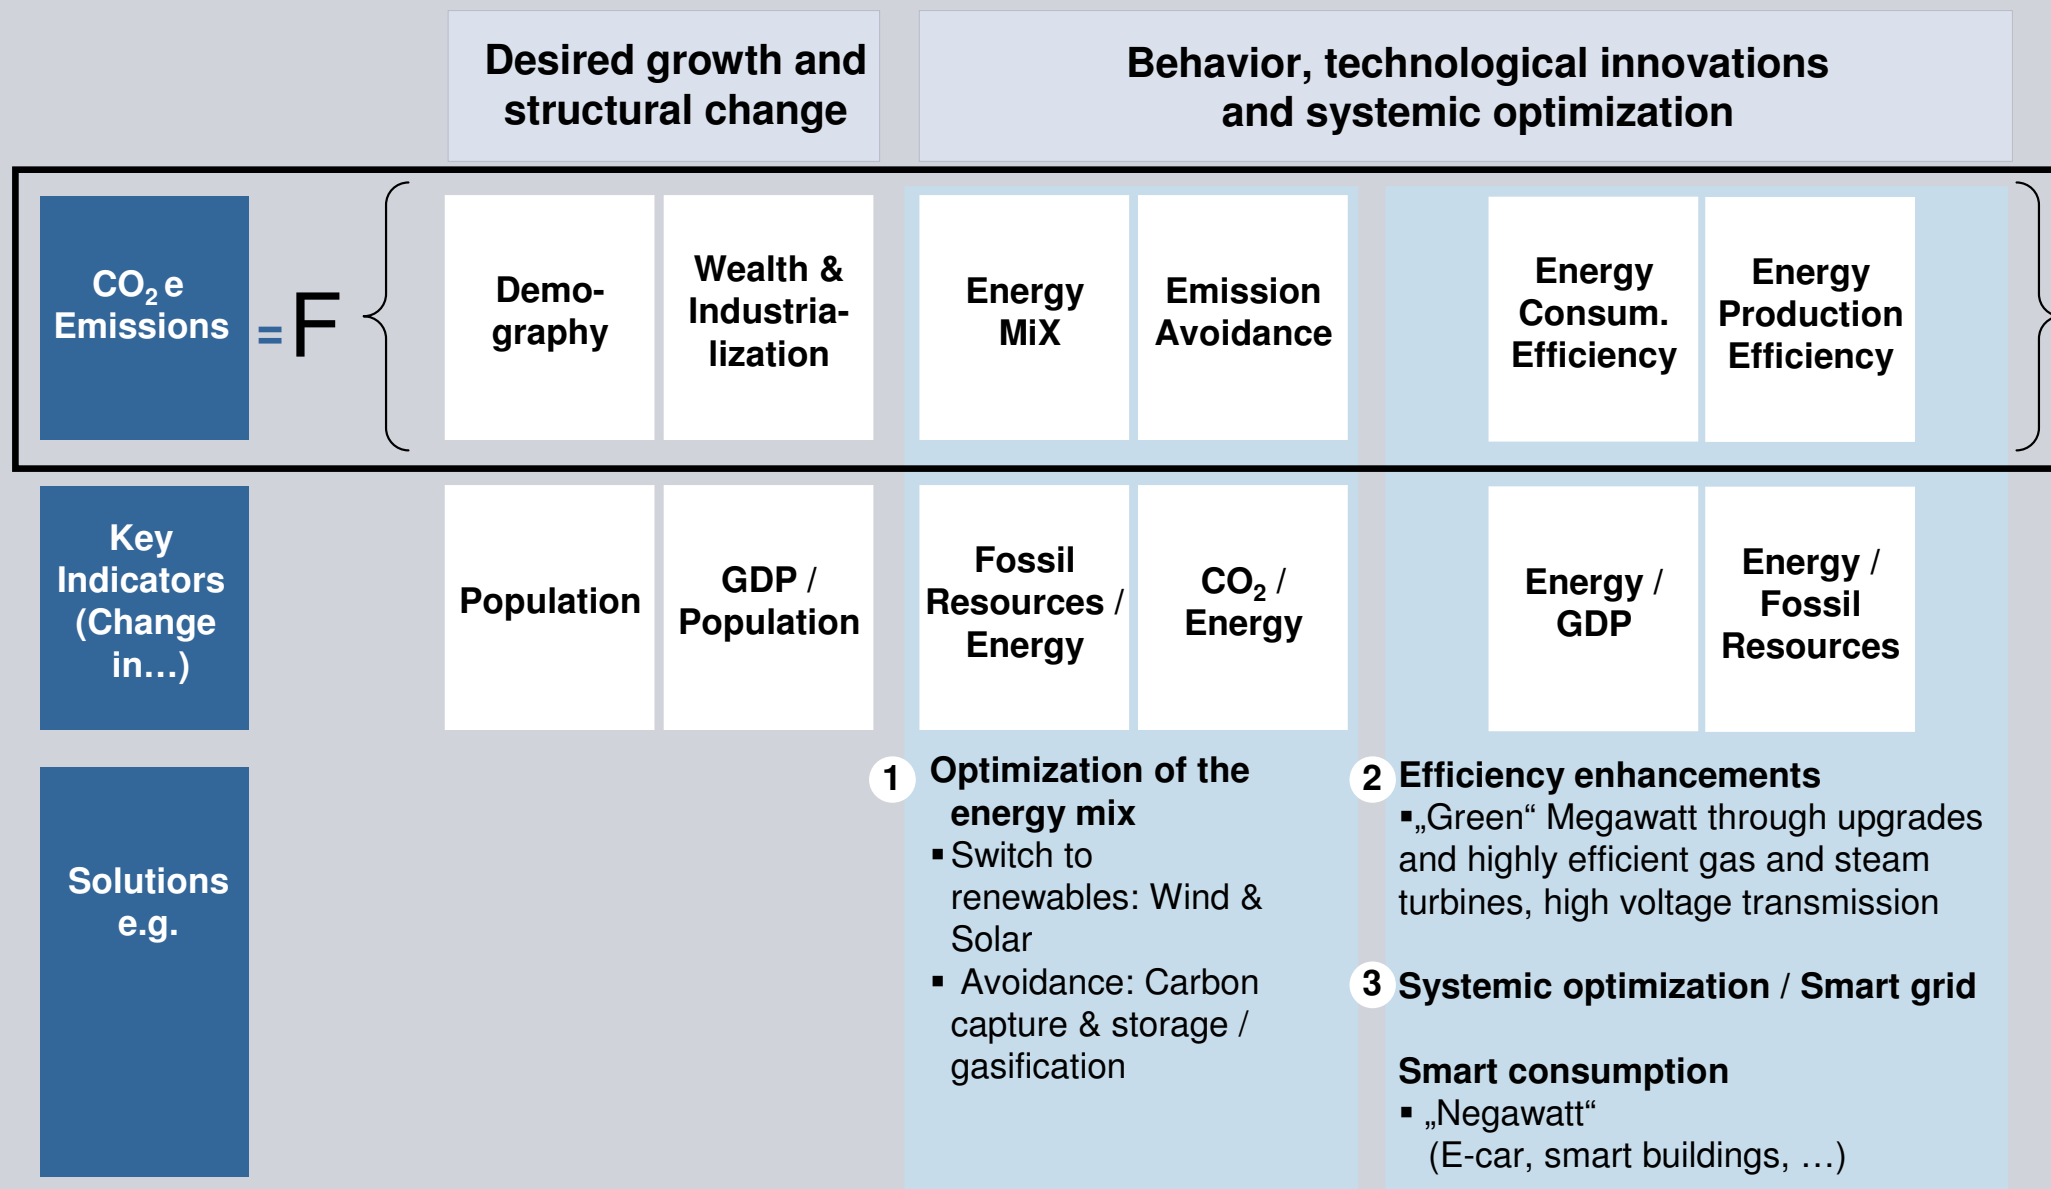 Desired growth and
structural change
Behavior, technological innovations
and systemic optimization
CO₂ e
Emissions
= F
Demo-
graphy
Wealth &
Industria-
lization
Energy
MiX
Emission
Avoidance
Energy
Consum.
Efficiency
Energy
Production
Efficiency
Key
Indicators
(Change
in…)
Population
GDP /
Population
Fossil
Resources /
Energy
CO₂ /
Energy
Energy /
GDP
Energy /
Fossil
Resources
Solutions
e.g.
1 Optimization of the
energy mix
▪ Switch to
renewables: Wind &
Solar
▪ Avoidance: Carbon
capture & storage /
gasification
2 Efficiency enhancements
▪„Green“ Megawatt through upgrades
and highly efficient gas and steam
turbines, high voltage transmission
3 Systemic optimization / Smart grid
Smart consumption
▪ „Negawatt“
(E-car, smart buildings, …)